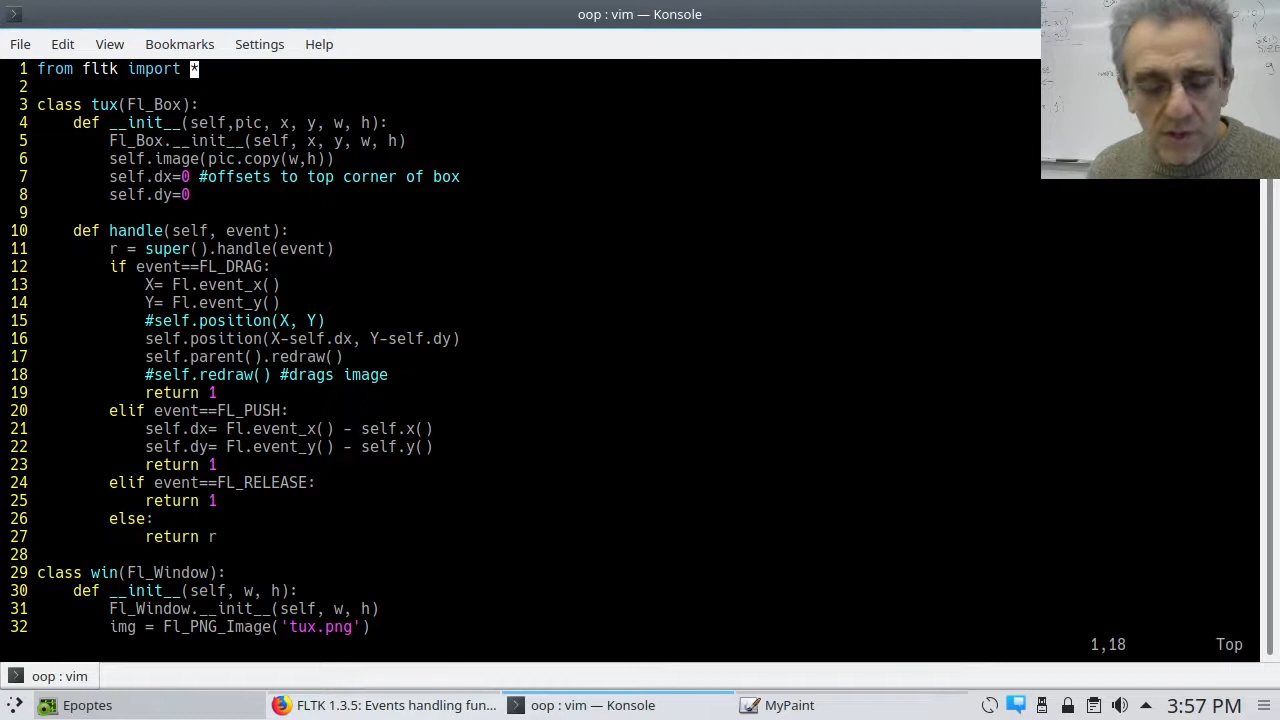 oop : vim — Konsole
File Edit View Bookmarks Settings Help
1 from fltk import *
2
3 class tux(Fl_Box):
4     def __init__(self,pic, x, y, w, h):
5         Fl_Box.__init__(self, x, y, w, h)
6         self.image(pic.copy(w,h))
7         self.dx=0 #offsets to top corner of box
8         self.dy=0
9
10     def handle(self, event):
11         r = super().handle(event)
12         if event==FL_DRAG:
13             X= Fl.event_x()
14             Y= Fl.event_y()
15             #self.position(X, Y)
16             self.position(X-self.dx, Y-self.dy)
17             self.parent().redraw()
18             #self.redraw() #drags image
19             return 1
20         elif event==FL_PUSH:
21             self.dx= Fl.event_x() - self.x()
22             self.dy= Fl.event_y() - self.y()
23             return 1
24         elif event==FL_RELEASE:
25             return 1
26         else:
27             return r
28
29 class win(Fl_Window):
30     def __init__(self, w, h):
31         Fl_Window.__init__(self, w, h)
32         img = Fl_PNG_Image('tux.png')
1,18 Top
oop : vim
Epoptes FLTK 1.3.5: Events handling fun... oop : vim — Konsole MyPaint 3:57 PM